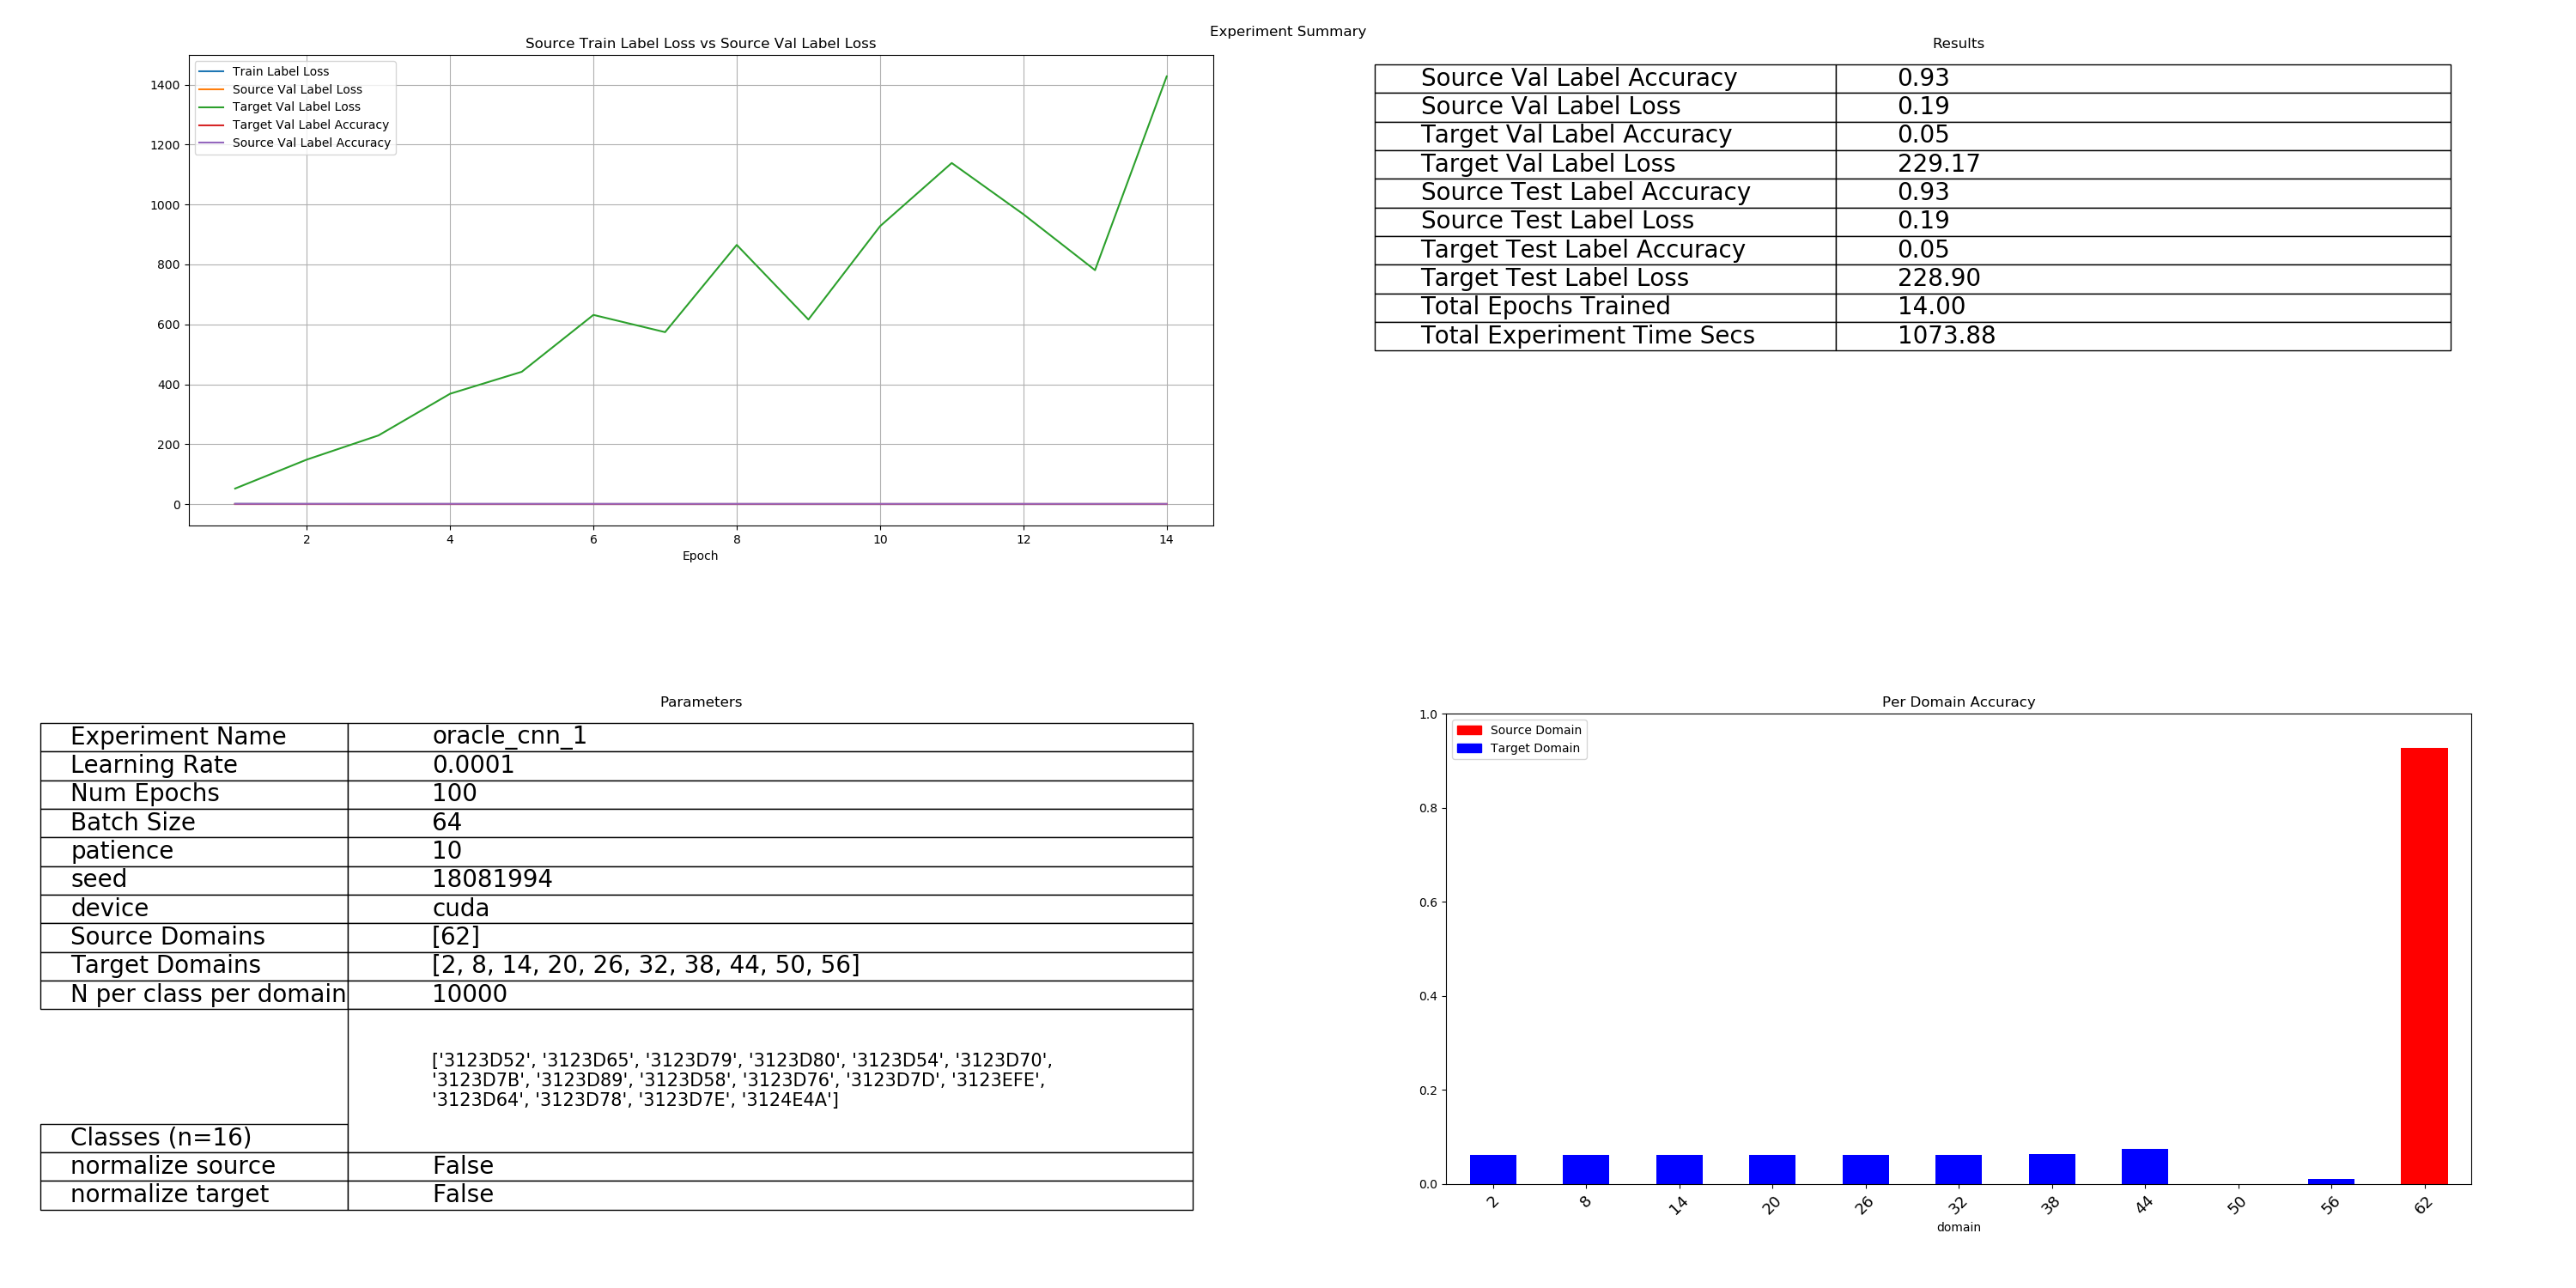 Experiment Summary
Source Train Label Loss vs Source Val Label Loss
Train Label Loss
Source Val Label Loss
Target Val Label Loss
Target Val Label Accuracy
Source Val Label Accuracy
1400
1200
1000
800
600
400
200
0
2 4 6 8 10 12 14
Epoch
Results
Source Val Label Accuracy 0.93
Source Val Label Loss 0.19
Target Val Label Accuracy 0.05
Target Val Label Loss 229.17
Source Test Label Accuracy 0.93
Source Test Label Loss 0.19
Target Test Label Accuracy 0.05
Target Test Label Loss 228.90
Total Epochs Trained 14.00
Total Experiment Time Secs 1073.88
Parameters
Experiment Name oracle_cnn_1
Learning Rate 0.0001
Num Epochs 100
Batch Size 64
patience 10
seed 18081994
device cuda
Source Domains [62]
Target Domains [2, 8, 14, 20, 26, 32, 38, 44, 50, 56]
N per class per domain 10000
['3123D52', '3123D65', '3123D79', '3123D80', '3123D54', '3123D70',
'3123D7B', '3123D89', '3123D58', '3123D76', '3123D7D', '3123EFE',
'3123D64', '3123D78', '3123D7E', '3124E4A']
Classes (n=16)
normalize source False
normalize target False
Per Domain Accuracy
Source Domain
Target Domain
1.0
0.8
0.6
0.4
0.2
0.0
2 8 14 20 26 32 38 44 50 56 62
domain